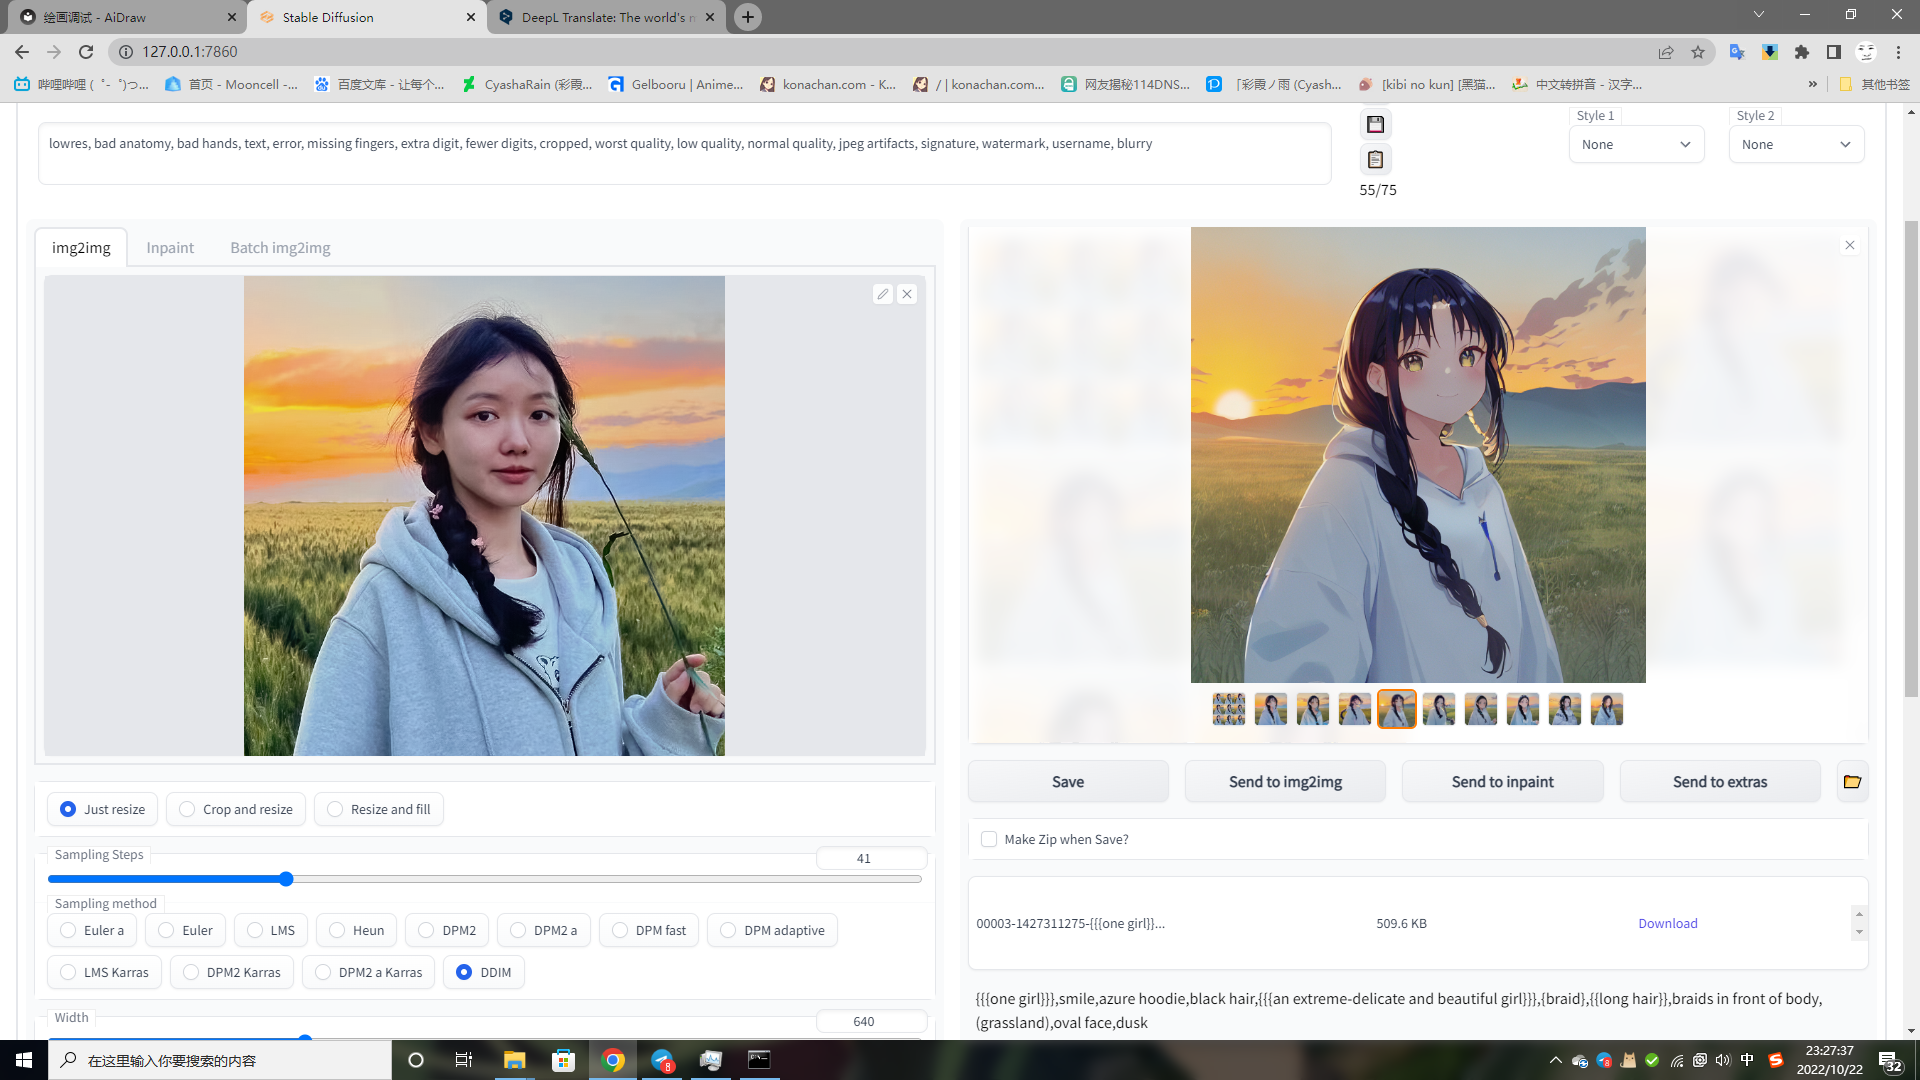 绘画调试 - AiDraw
Stable Diffusion
DeepL Translate: The world's m
127.0.0.1:7860
哔哩哔哩 ( ゜- ゜)つ...
首页 - Mooncell -...
百度文库 - 让每个...
CyashaRain (彩霞...
Gelbooru | Anime...
konachan.com - K...
/ | konachan.com...
网友揭秘114DNS...
「彩霞ノ雨 (Cyash...
[kibi no kun] [黑猫...
中文转拼音 - 汉字...
»
其他书签
lowres, bad anatomy, bad hands, text, error, missing fingers, extra digit, fewer digits, cropped, worst quality, low quality, normal quality, jpeg artifacts, signature, watermark, username, blurry
55/75
Style 1
None
Style 2
None
img2img
Inpaint
Batch img2img
Just resize
Crop and resize
Resize and fill
Sampling Steps
41
Sampling method
Euler a
Euler
LMS
Heun
DPM2
DPM2 a
DPM fast
DPM adaptive
LMS Karras
DPM2 Karras
DPM2 a Karras
DDIM
Width
640
Save
Send to img2img
Send to inpaint
Send to extras
Make Zip when Save?
00003-1427311275-{{{one girl}}...
509.6 KB
Download
{{{one girl}}},smile,azure hoodie,black hair,{{{an extreme-delicate and beautiful girl}}},{braid},{{long hair}},braids in front of body,
(grassland),oval face,dusk
在这里输入你要搜索的内容
8
8
中
23:27:37
2022/10/22
32